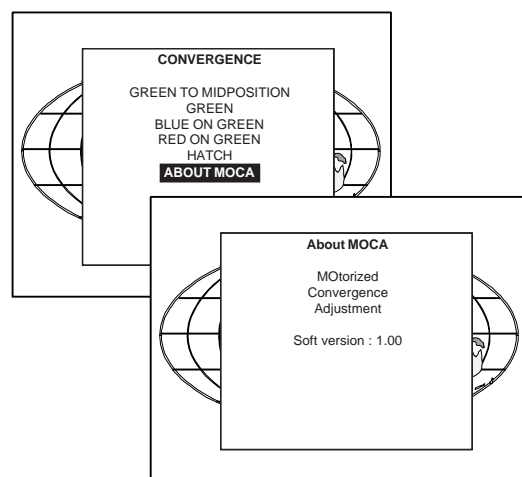 CONVERGENCE
GREEN TO MIDPOSITION
GREEN
BLUE ON GREEN
RED ON GREEN
HATCH
ABOUT MOCA
About MOCA
MOtorized
Convergence
Adjustment
Soft version : 1.00